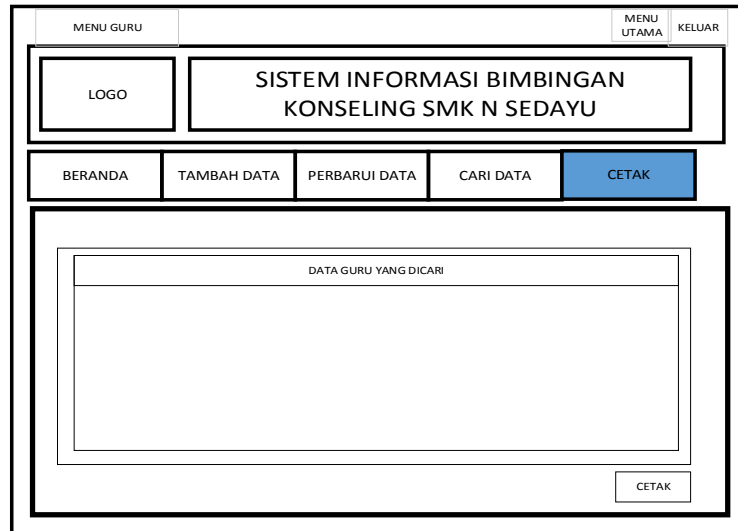 MENU GURU
MENU
UTAMA
KELUAR
LOGO
SISTEM INFORMASI BIMBINGAN
KONSELING SMK N SEDAYU
BERANDA
TAMBAH DATA
PERBARUI DATA
CARI DATA
CETAK
DATA GURU YANG DICARI
CETAK